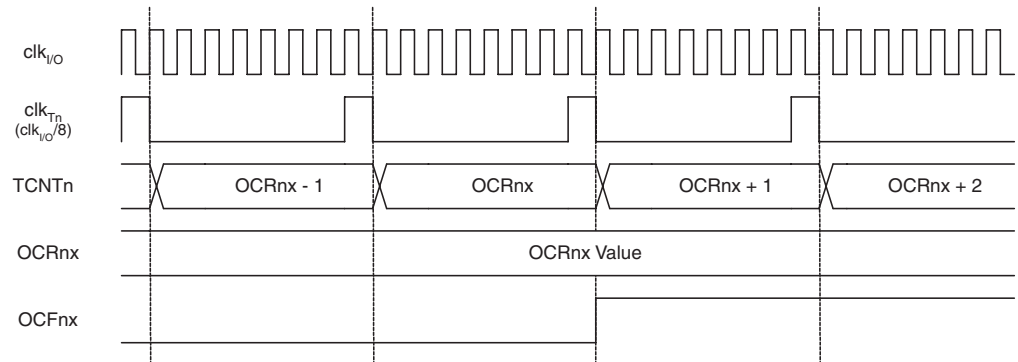 clkI/O
clkTn
(clkI/O/8)
TCNTn OCRnx - 1 OCRnx OCRnx + 1 OCRnx + 2
OCRnx OCRnx Value
OCFnx